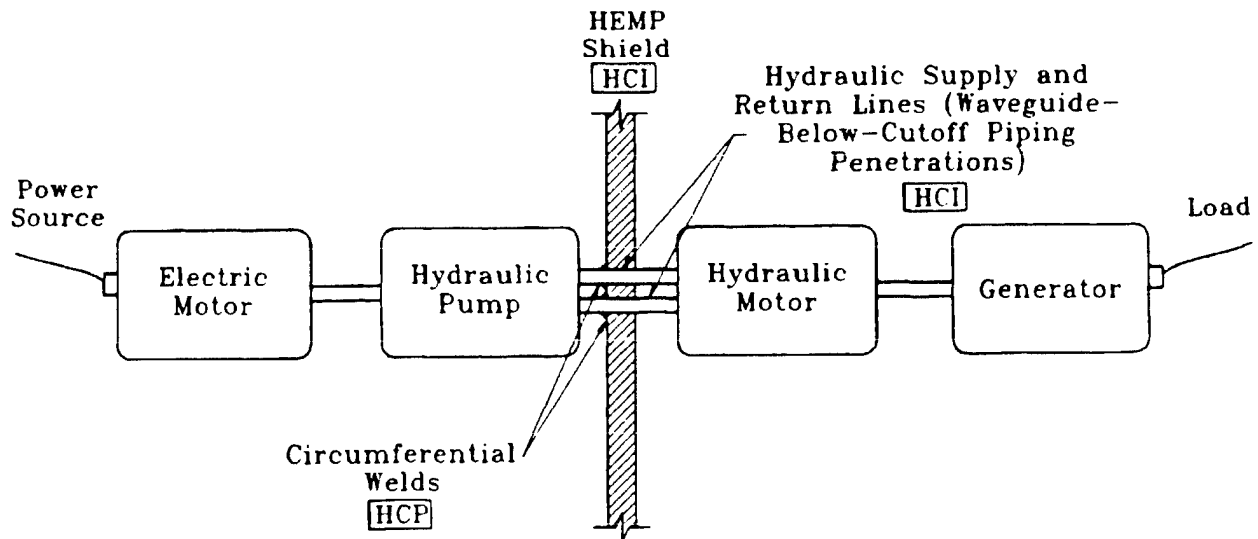 HEMP
Shield
HCI
Hydraulic Supply and
Return Lines (Waveguide-
Below-Cutoff Piping
Penetrations)
HCI
Power
Source
Load
Electric
Motor
Hydraulic
Pump
Hydraulic
Motor
Generator
Circumferential
Welds
HCP